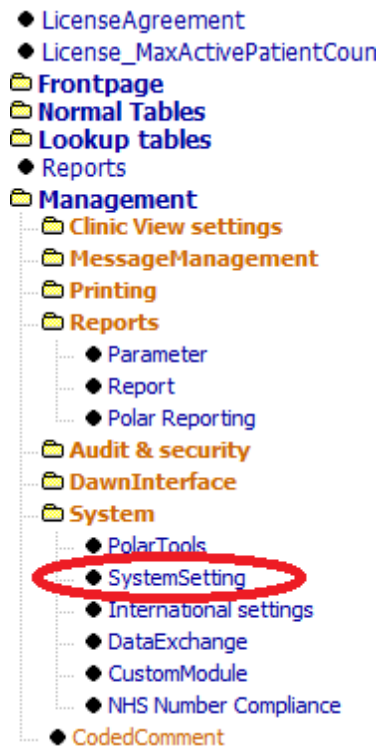 LicenseAgreement
License_MaxActivePatientCoun
Frontpage
Normal Tables
Lookup tables
Reports
Management
Clinic View settings
MessageManagement
Printing
Reports
Parameter
Report
Polar Reporting
Audit & security
DawnInterface
System
PolarTools
SystemSetting
International settings
DataExchange
CustomModule
NHS Number Compliance
CodedComment